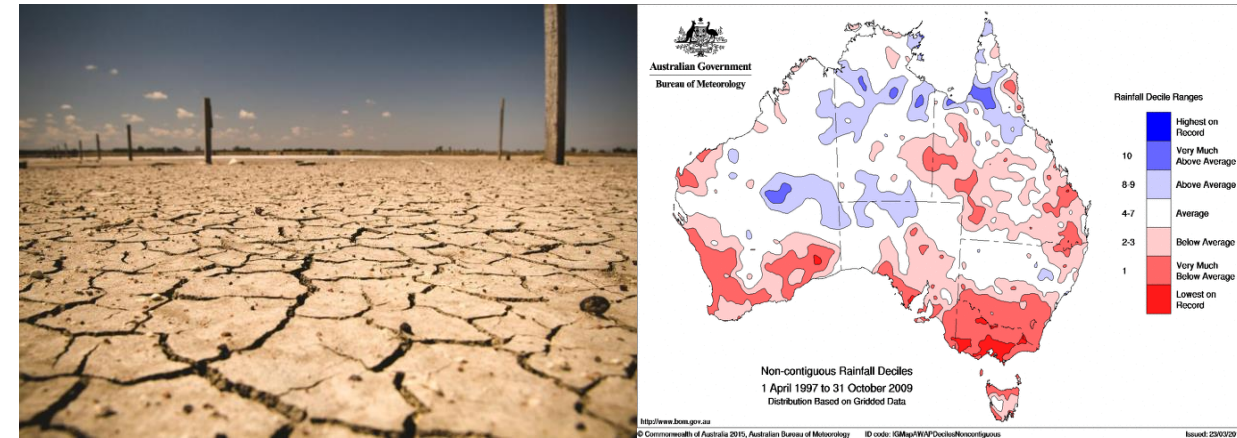 Australian Government
Bureau of Meteorology
Rainfall Decile Ranges
Highest on
Record
10
Very Much
Above Average
8-9
Above Average
4-7
Average
2-3
Below Average
1
Very Much
Below Average
Lowest on
Record
Non-contiguous Rainfall Deciles
1 April 1997 to 31 October 2009
Distribution Based on Gridded Data
http://www.bom.gov.au
© Commonwealth of Australia 2015, Australian Bureau of Meteorology
ID code: IGMapAWAPDecilesNoncontiguous
Issued: 23/03/20